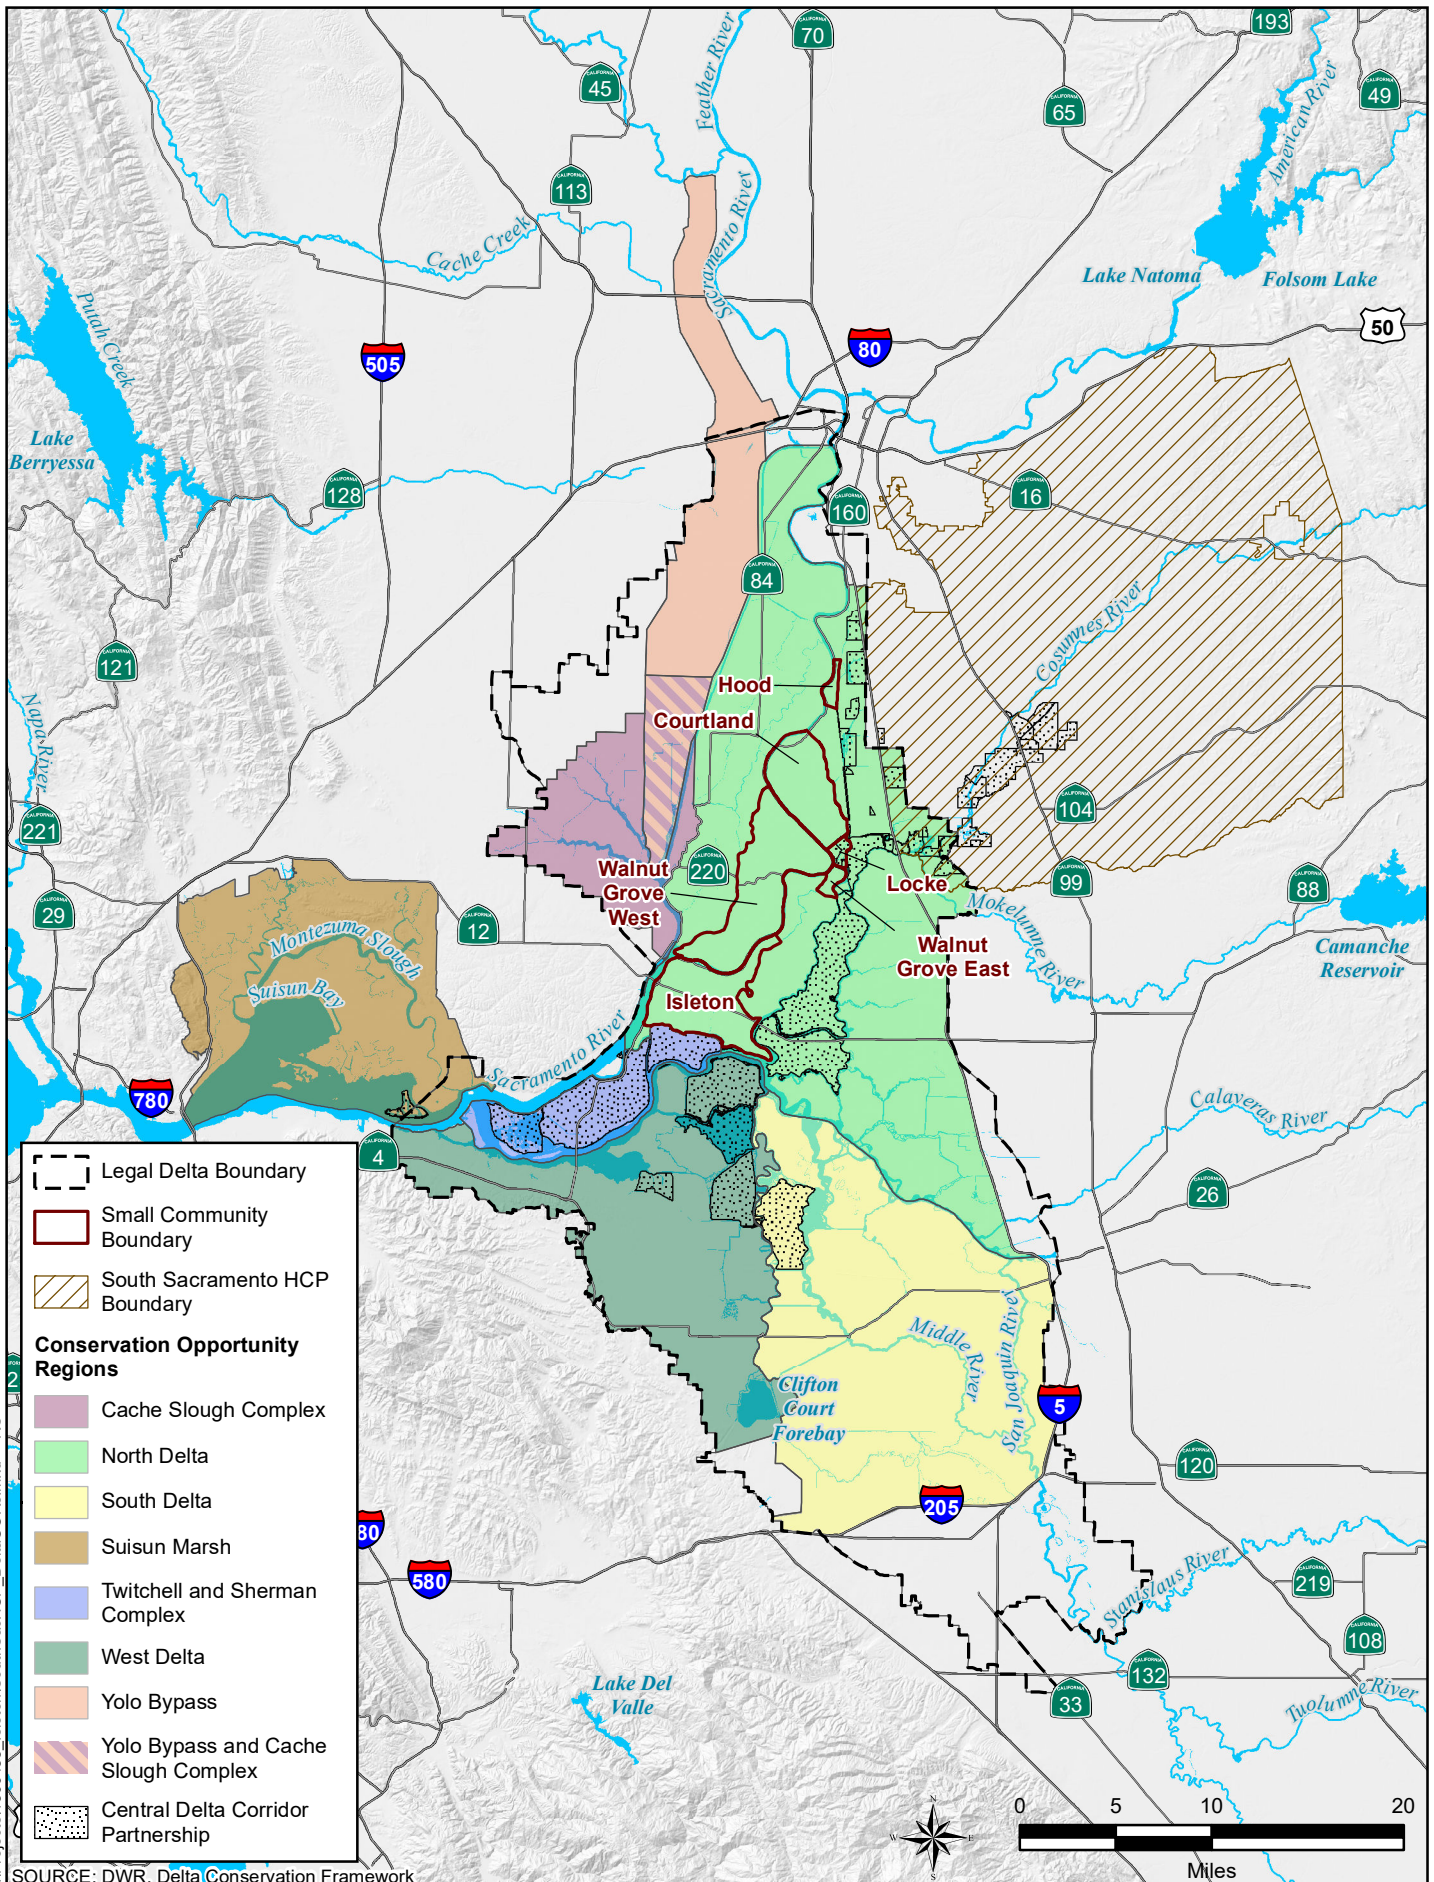 193
70
45
49
65
Feather River
American River
113
Sacramento River
Cache Creek
Lake Natoma
Folsom Lake
50
Putah Creek
505
80
Lake
Berryessa
128
16
160
84
Cosumnes River
121
Hood
Courtland
Napa River
104
221
220
Walnut
Grove
West
Locke
99
88
29
12
Mokelumne River
Montezuma Slough
Walnut
Grove East
Camanche
Reservoir
Suisun Bay
Isleton
Sacramento River
780
Calaveras River
4
26
Legal Delta Boundary
Small Community
Boundary
South Sacramento HCP
Boundary
Conservation Opportunity
Regions
Cache Slough Complex
North Delta
South Delta
Suisun Marsh
Twitchell and Sherman
Complex
West Delta
Yolo Bypass
Yolo Bypass and Cache
Slough Complex
Central Delta Corridor
Partnership
Middle River
San Joaquin River
Clifton
Court
Forebay
5
120
205
80
580
Stanislaus River
219
108
132
33
Lake Del
Valle
Tuolumne River
N
W
E
S
0 5 10 20
Miles
SOURCE: DWR, Delta Conservation Framework